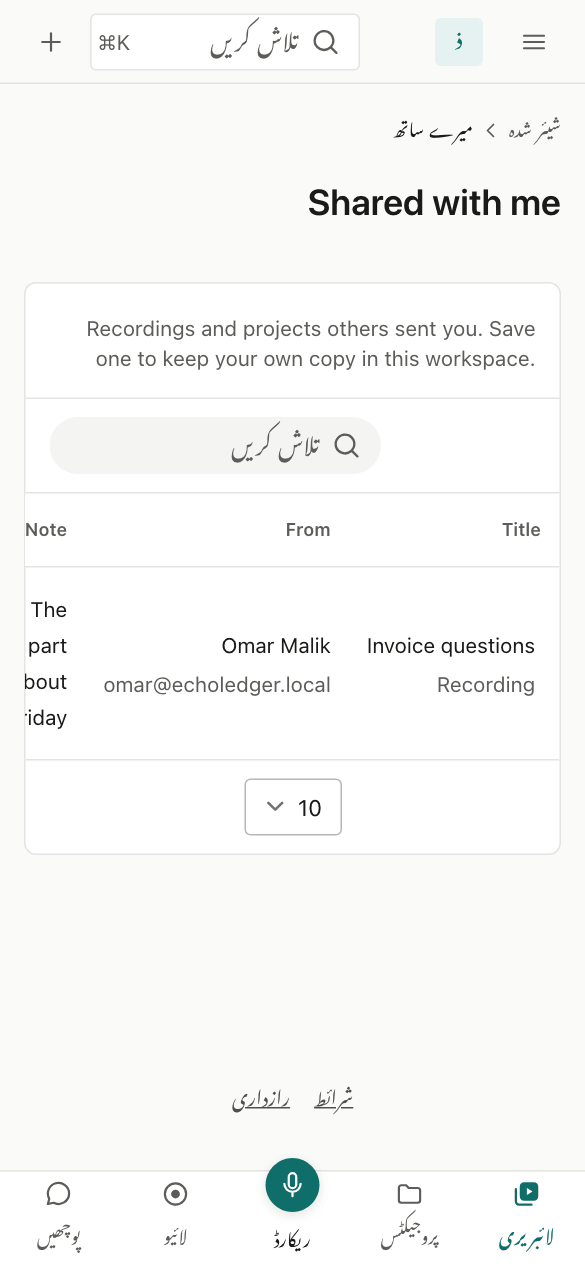 ذ
تلاش کریں ⌘K
شیئر شدہ > میرے ساتھ
Shared with me
Recordings and projects others sent you. Save
one to keep your own copy in this workspace.
تلاش کریں
Title From Note
Invoice questions
Recording
Omar Malik
omar@echoledger.local
The
part
10
شرائط رازداری
لائبریری پروجیکٹس ریکارڈ لائیو پوچھیں